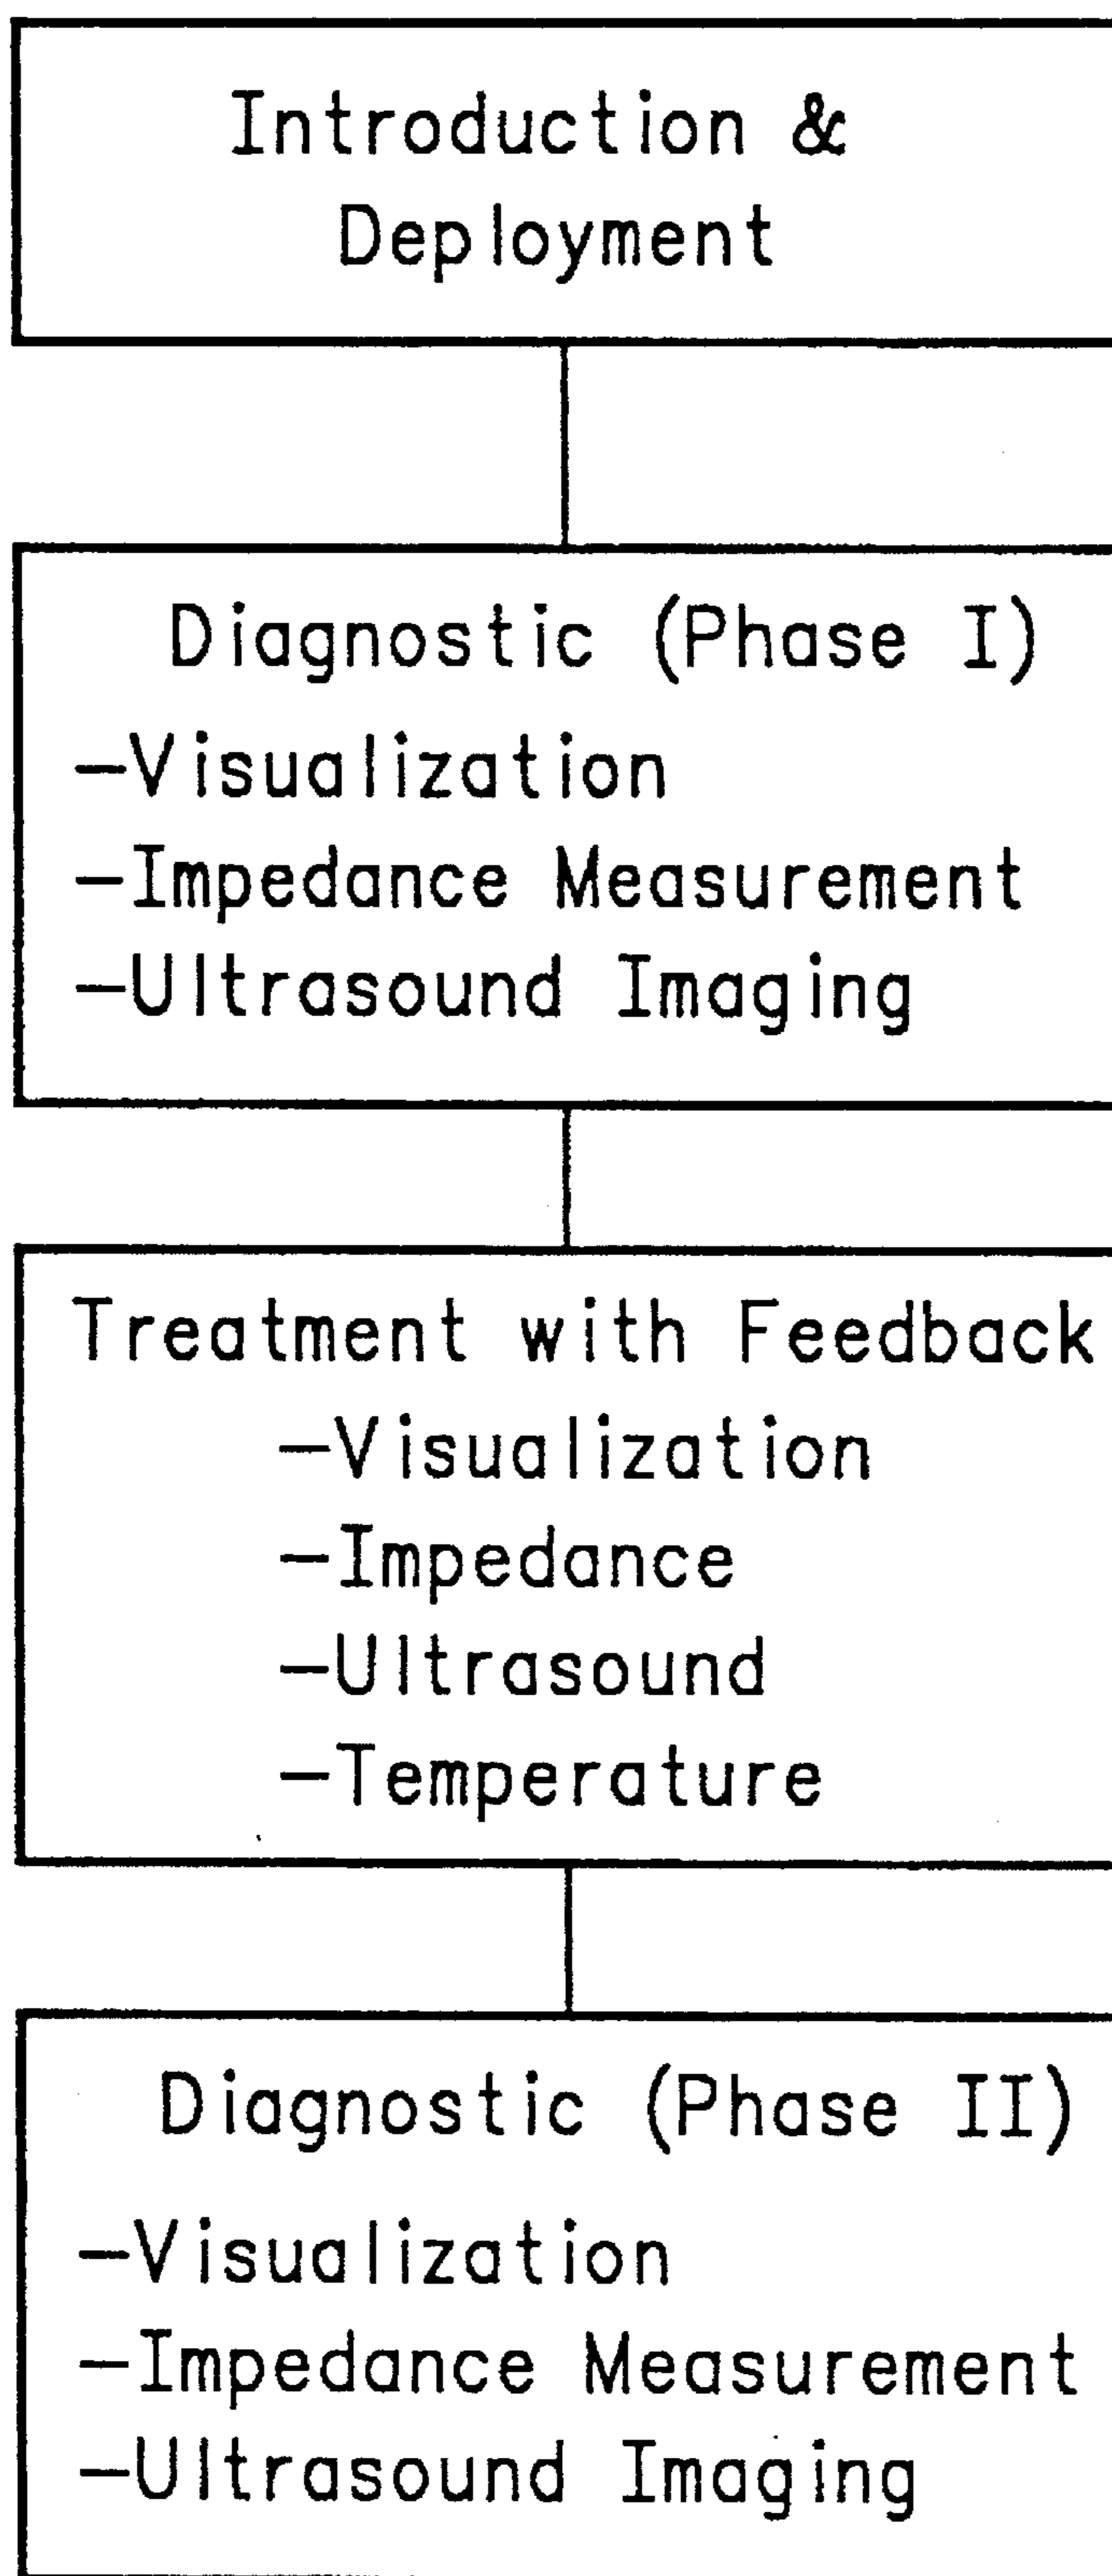 Introduction &
Deployment
Diagnostic (Phase I)
–Visualization
–Impedance Measurement
–Ultrasound Imaging
Treatment with Feedback
–Visualization
–Impedance
–Ultrasound
–Temperature
Diagnostic (Phase II)
–Visualization
–Impedance Measurement
–Ultrasound Imaging